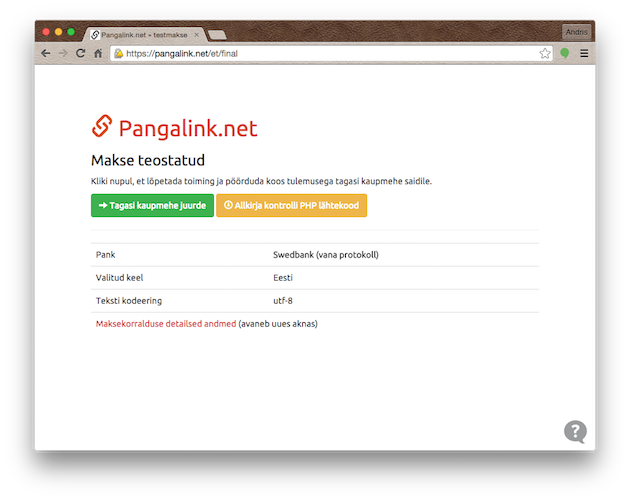 Pangalink.net – testmakse
Andris
https://pangalink.net/et/final
Pangalink.net
Makse teostatud
Kliki nupul, et lõpetada toiming ja pöörduda koos tulemusega tagasi kaupmehe saidile.
Tagasi kaupmehe juurde
Allkirja kontrolli PHP lähtekood
Pank Swedbank (vana protokoll)
Valitud keel Eesti
Teksti kodeering utf-8
Maksekorralduse detailsed andmed (avaneb uues aknas)
?